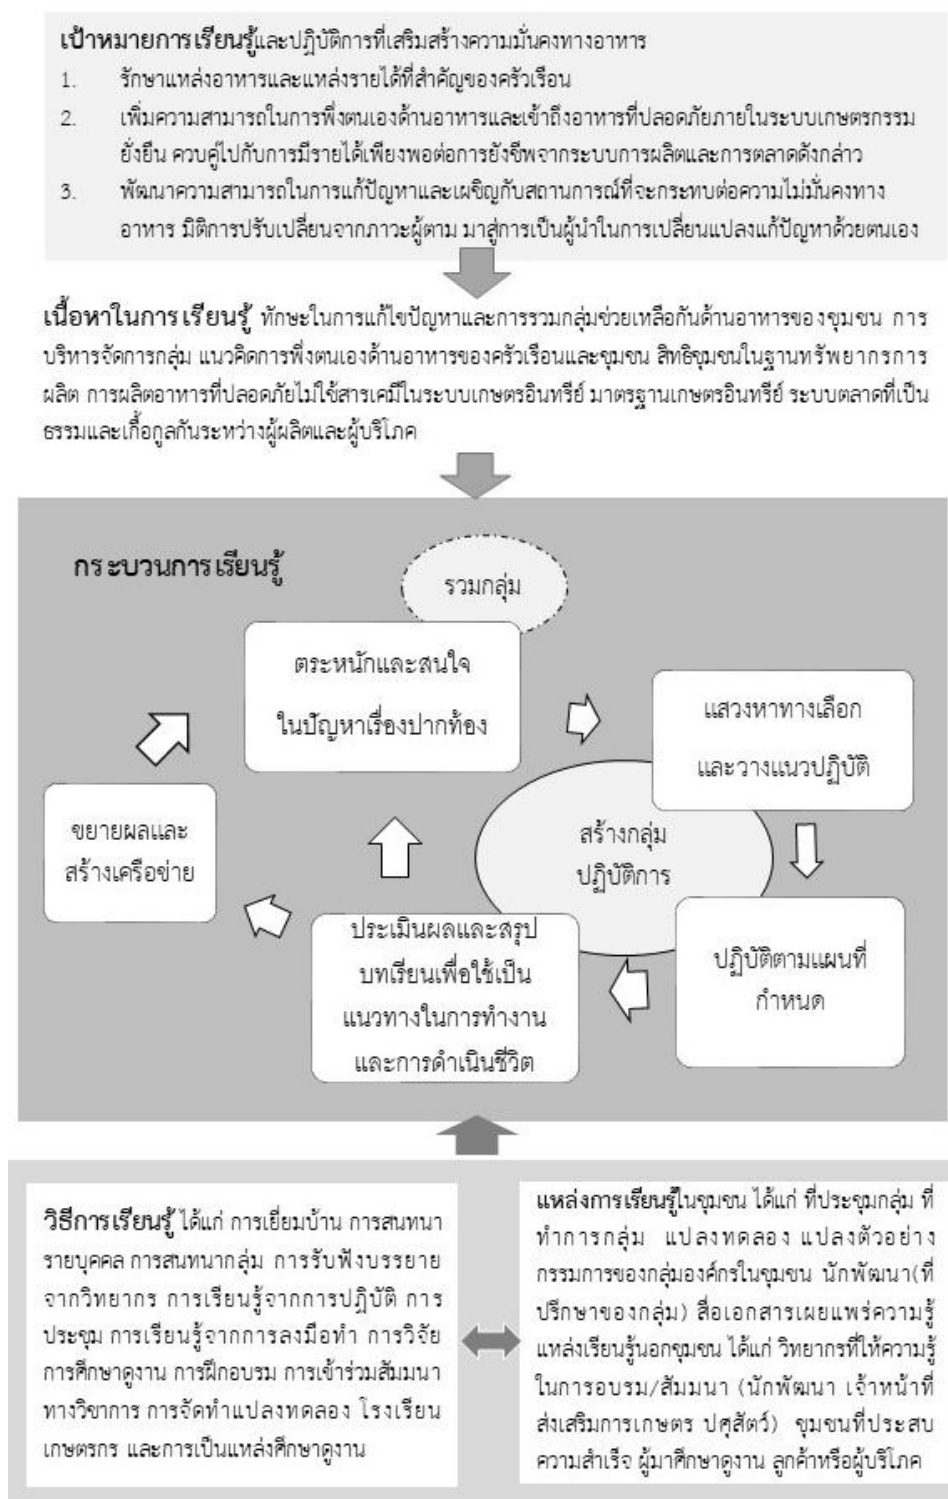 เป้าหมายการเรียนรู้และปฏิบัติการที่เสริมสร้างความมั่นคงทางอาหาร
1. รักษาแหล่งอาหารและแหล่งรายได้ที่สำคัญของครัวเรือน
2. เพิ่มความสามารถในการพึ่งตนเองด้านอาหารและเข้าถึงอาหารที่ปลอดภัยภายในระบบเกษตรกรรม
ยั่งยืน ควบคู่ไปกับการมีรายได้เพียงพอต่อการยังชีพจากระบบการผลิตและการตลาดดังกล่าว
3. พัฒนาความสามารถในการแก้ปัญหาและเผชิญกับสถานการณ์ที่จะกระทบต่อความไม่มั่นคงทาง
อาหาร มิติการปรับเปลี่ยนจากภาวะผู้ตาม มาสู่การเป็นผู้นำในการเปลี่ยนแปลงแก้ปัญหาด้วยตนเอง
เนื้อหาในการเรียนรู้ ทักษะในการแก้ไขปัญหาและการรวมกลุ่มช่วยเหลือกันด้านอาหารของชุมชน การ
บริหารจัดการกลุ่ม แนวคิดการพึ่งตนเองด้านอาหารของครัวเรือนและชุมชน สิทธิชุมชนในฐานทรัพยากรการ
ผลิต การผลิตอาหารที่ปลอดภัยไม่ใช้สารเคมีในระบบเกษตรอินทรีย์ มาตรฐานเกษตรอินทรีย์ ระบบตลาดที่เป็น
ธรรมและเกื้อกูลกันระหว่างผู้ผลิตและผู้บริโภค
กระบวนการเรียนรู้
รวมกลุ่ม
ตระหนักและสนใจ
ในปัญหาเรื่องปากท้อง
แสวงหาทางเลือก
และวางแนวปฏิบัติ
สร้างกลุ่ม
ปฏิบัติการ
ขยายผลและ
สร้างเครือข่าย
ประเมินผลและสรุป
บทเรียนเพื่อใช้เป็น
แนวทางในการทำงาน
และการดำเนินชีวิต
ปฏิบัติตามแผนที่
กำหนด
วิธีการเรียนรู้ ได้แก่ การเยี่ยมบ้าน การสนทนา
รายบุคคล การสนทนากลุ่ม การรับฟังบรรยาย
จากวิทยากร การเรียนรู้จากการปฏิบัติ การ
ประชุม การเรียนรู้จากการลงมือทำ การวิจัย
การศึกษาดูงาน การฝึกอบรม การเข้าร่วมสัมมนา
ทางวิชาการ การจัดทำแปลงทดลอง โรงเรียน
เกษตรกร และการเป็นแหล่งศึกษาดูงาน
แหล่งการเรียนรู้ในชุมชน ได้แก่ ที่ประชุมกลุ่ม ที่
ทำการกลุ่ม แปลงทดลอง แปลงตัวอย่าง
กรรมการของกลุ่มองค์กรในชุมชน นักพัฒนา(ที่
ปรึกษาของกลุ่ม) สื่อเอกสารเผยแพร่ความรู้
แหล่งเรียนรู้นอกชุมชน ได้แก่ วิทยากรที่ให้ความรู้
ในการอบรม/สัมมนา (นักพัฒนา เจ้าหน้าที่
ส่งเสริมการเกษตร ปศุสัตว์) ชุมชนที่ประสบ
ความสำเร็จ ผู้มาศึกษาดูงาน ลูกค้าหรือผู้บริโภค